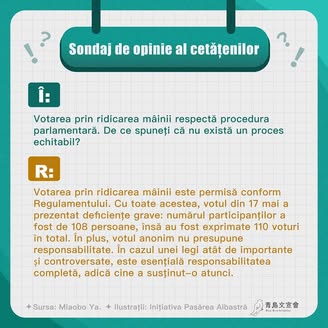 Sondaj de opinie al cetățenilor
Î:
Votarea prin ridicarea mâinii respectă procedura
parlamentară. De ce spuneți că nu există un proces
echitabil?
R:
Votarea prin ridicarea mâinii este permisă conform
Regulamentului. Cu toate acestea, votul din 17 mai a
prezentat deficiențe grave: numărul participanților a
fost de 108 persoane, însă au fost exprimate 110 voturi
în total. În plus, votul anonim nu presupune
responsabilitate. În cazul unei legi atât de importante
și controversate, este esențială responsabilitatea
completă, adică cine a susținut-o atunci.
Sursa: Miaobo Ya. Ilustrații: Inițiativa Pasărea Albastră
青鳥文宣會